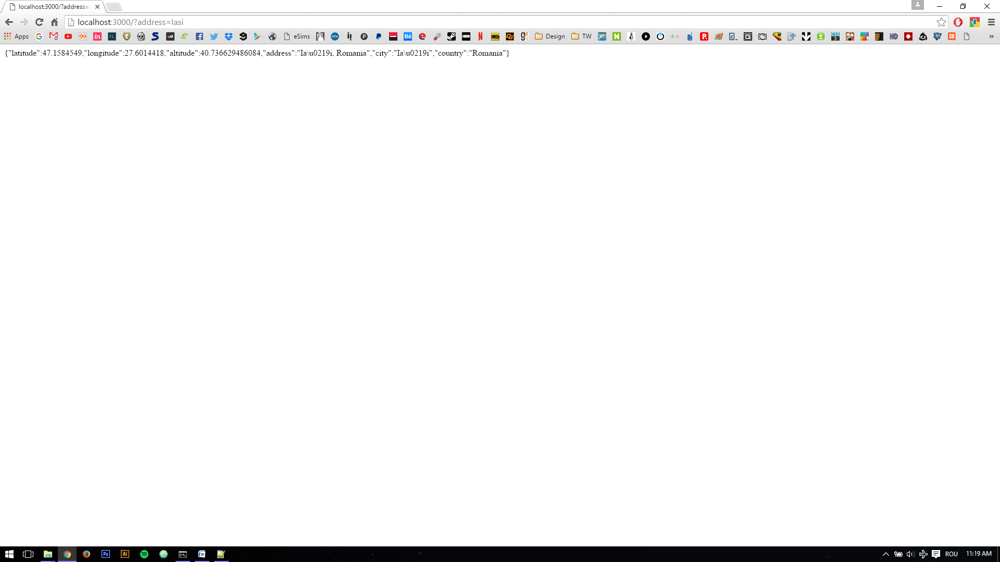 localhost:3000/?address=
localhost:3000/?address=Iasi
Apps
eSims
Design
TW
{"latitude":47.1584549,"longitude":27.6014418,"altitude":40.736629486084,"address":"Ia\u0219i, Romania","city":"Ia\u0219i","country":"Romania"}
ROU
11:19 AM